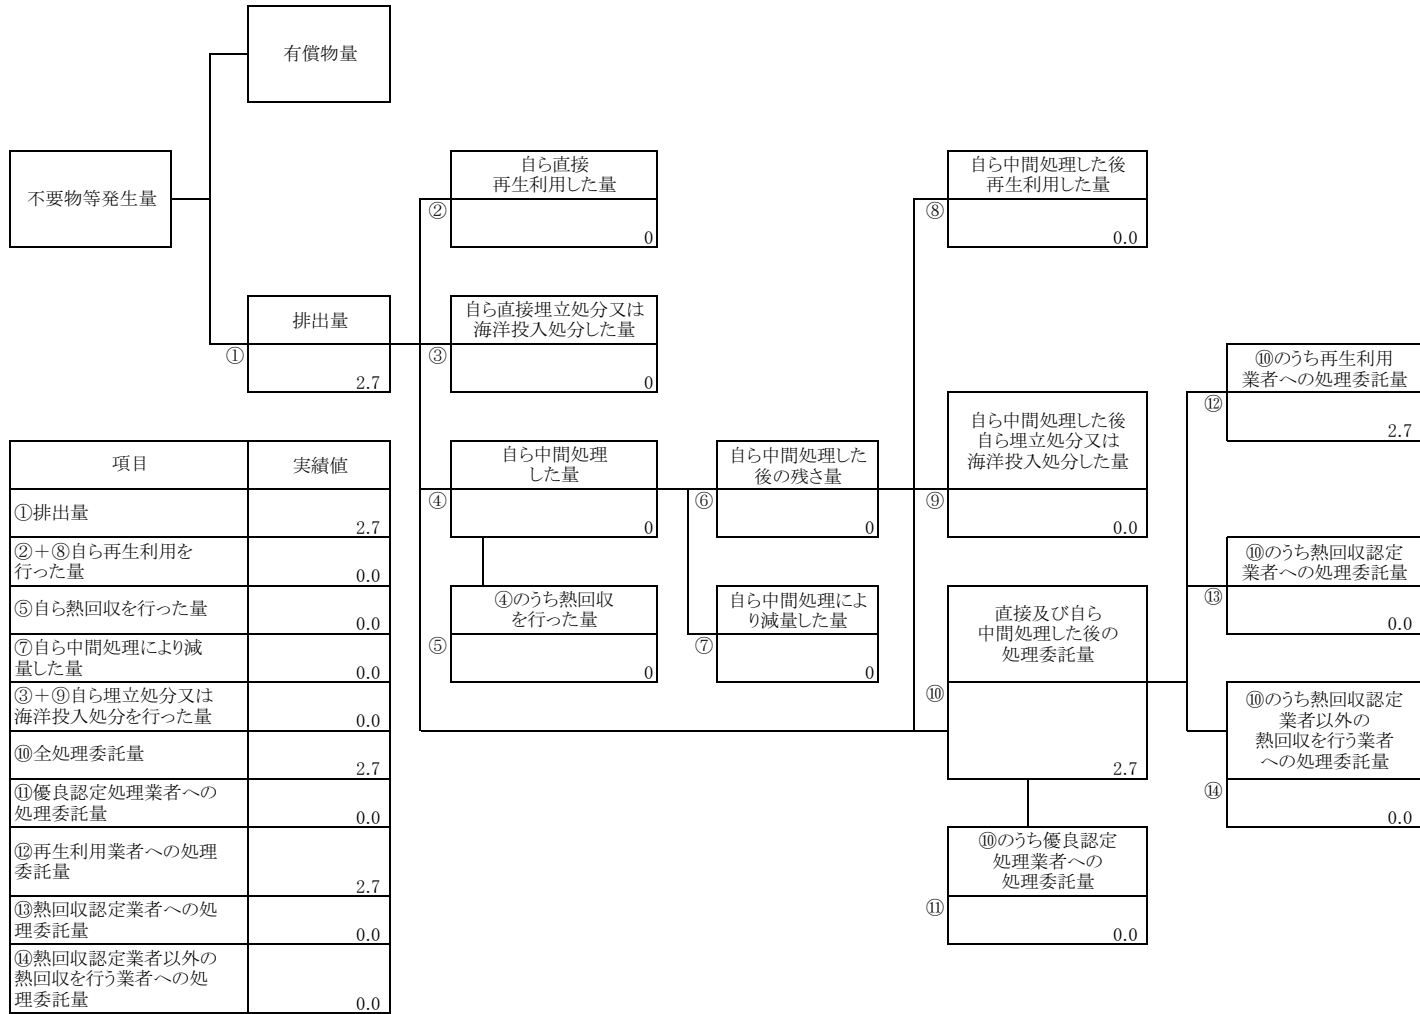 有償物量
不要物等発生量
①
排出量
2.7
②
自ら直接
再生利用した量
0
③
自ら直接埋立処分又は
海洋投入処分した量
0
④
自ら中間処理
した量
0
⑤
④のうち熱回収
を行った量
0
⑥
自ら中間処理した
後の残さ量
0
⑦
自ら中間処理によ
り減量した量
0
⑧
自ら中間処理した後
再生利用した量
0.0
⑨
自ら中間処理した後
自ら埋立処分又は
海洋投入処分した量
0.0
⑩
直接及び自ら
中間処理した後の
処理委託量
2.7
⑪
⑩のうち優良認定
処理業者への
処理委託量
0.0
⑫
⑩のうち再生利用
業者への処理委託量
2.7
⑬
⑩のうち熱回収認定
業者への処理委託量
0.0
⑭
⑩のうち熱回収認定
業者以外の
熱回収を行う業者
への処理委託量
0.0
項目 実績値
①排出量
2.7
②＋⑧自ら再生利用を
行った量
0.0
⑤自ら熱回収を行った量
0.0
⑦自ら中間処理により減
量した量
0.0
③＋⑨自ら埋立処分又は
海洋投入処分を行った量
0.0
⑩全処理委託量
2.7
⑪優良認定処理業者への
処理委託量
0.0
⑫再生利用業者への処理
委託量
2.7
⑬熱回収認定業者への処
理委託量
0.0
⑭熱回収認定業者以外の
熱回収を行う業者への処
理委託量
0.0